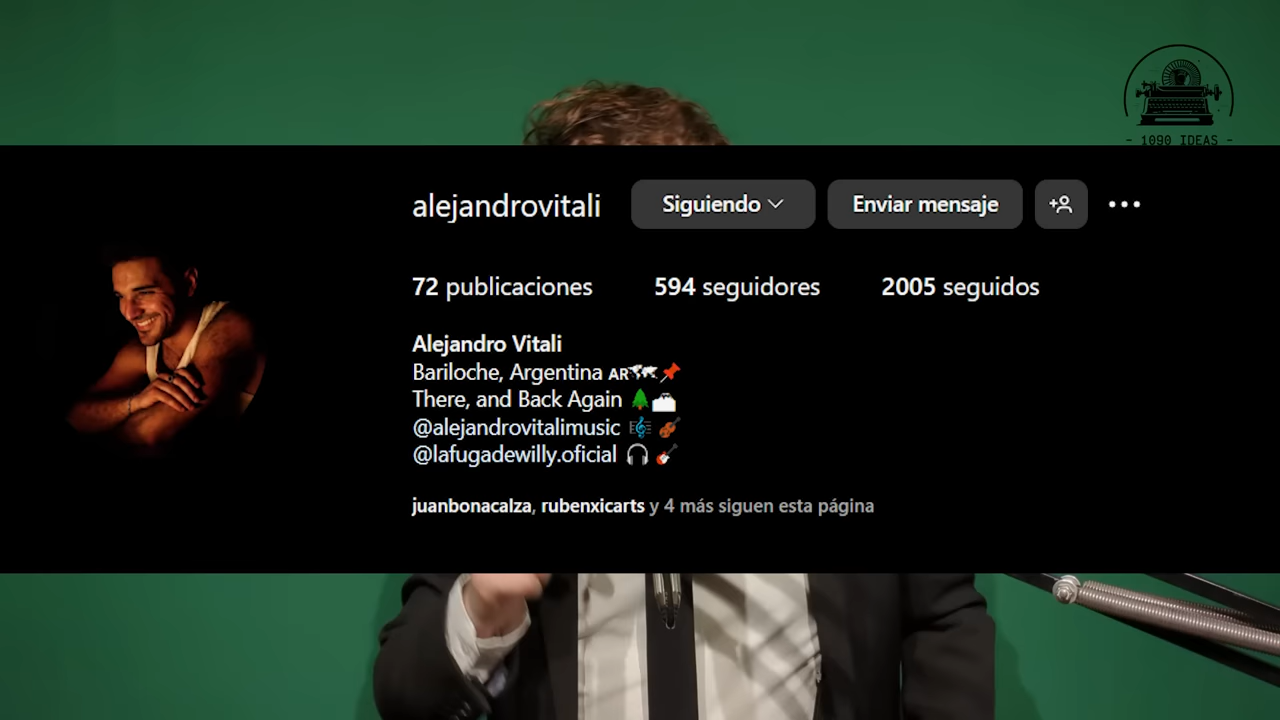 - 1090 IDEAS -
alejandrovitali
Siguiendo
Enviar mensaje
72 publicaciones
594 seguidores
2005 seguidos
Alejandro Vitali
Bariloche, Argentina AR🗺️📌
There, and Back Again 🌲💼
@alejandrovitalimusic 🎼 🎻
@lafugadewilly.oficial 🎧 🎸
juanbonacalza, rubenxicarts y 4 más siguen esta página